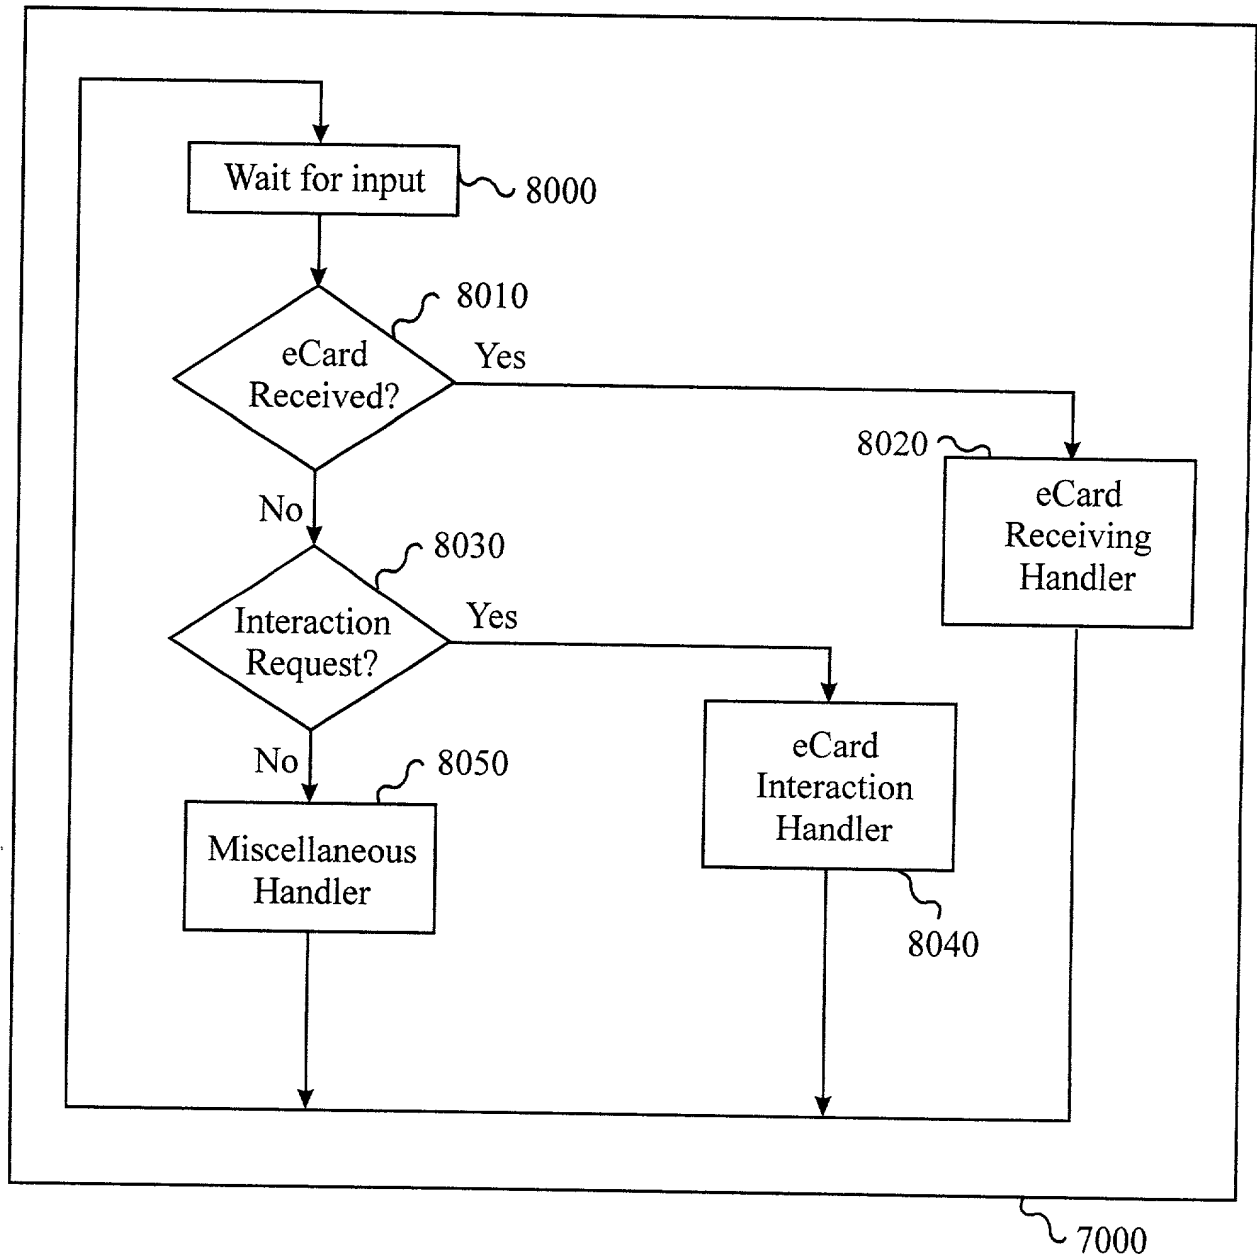 Wait for input
8000
8010
eCard
Received?
Yes
8020
eCard
Receiving
Handler
No
8030
Interaction
Request?
Yes
eCard
Interaction
Handler
8040
No
8050
Miscellaneous
Handler
7000